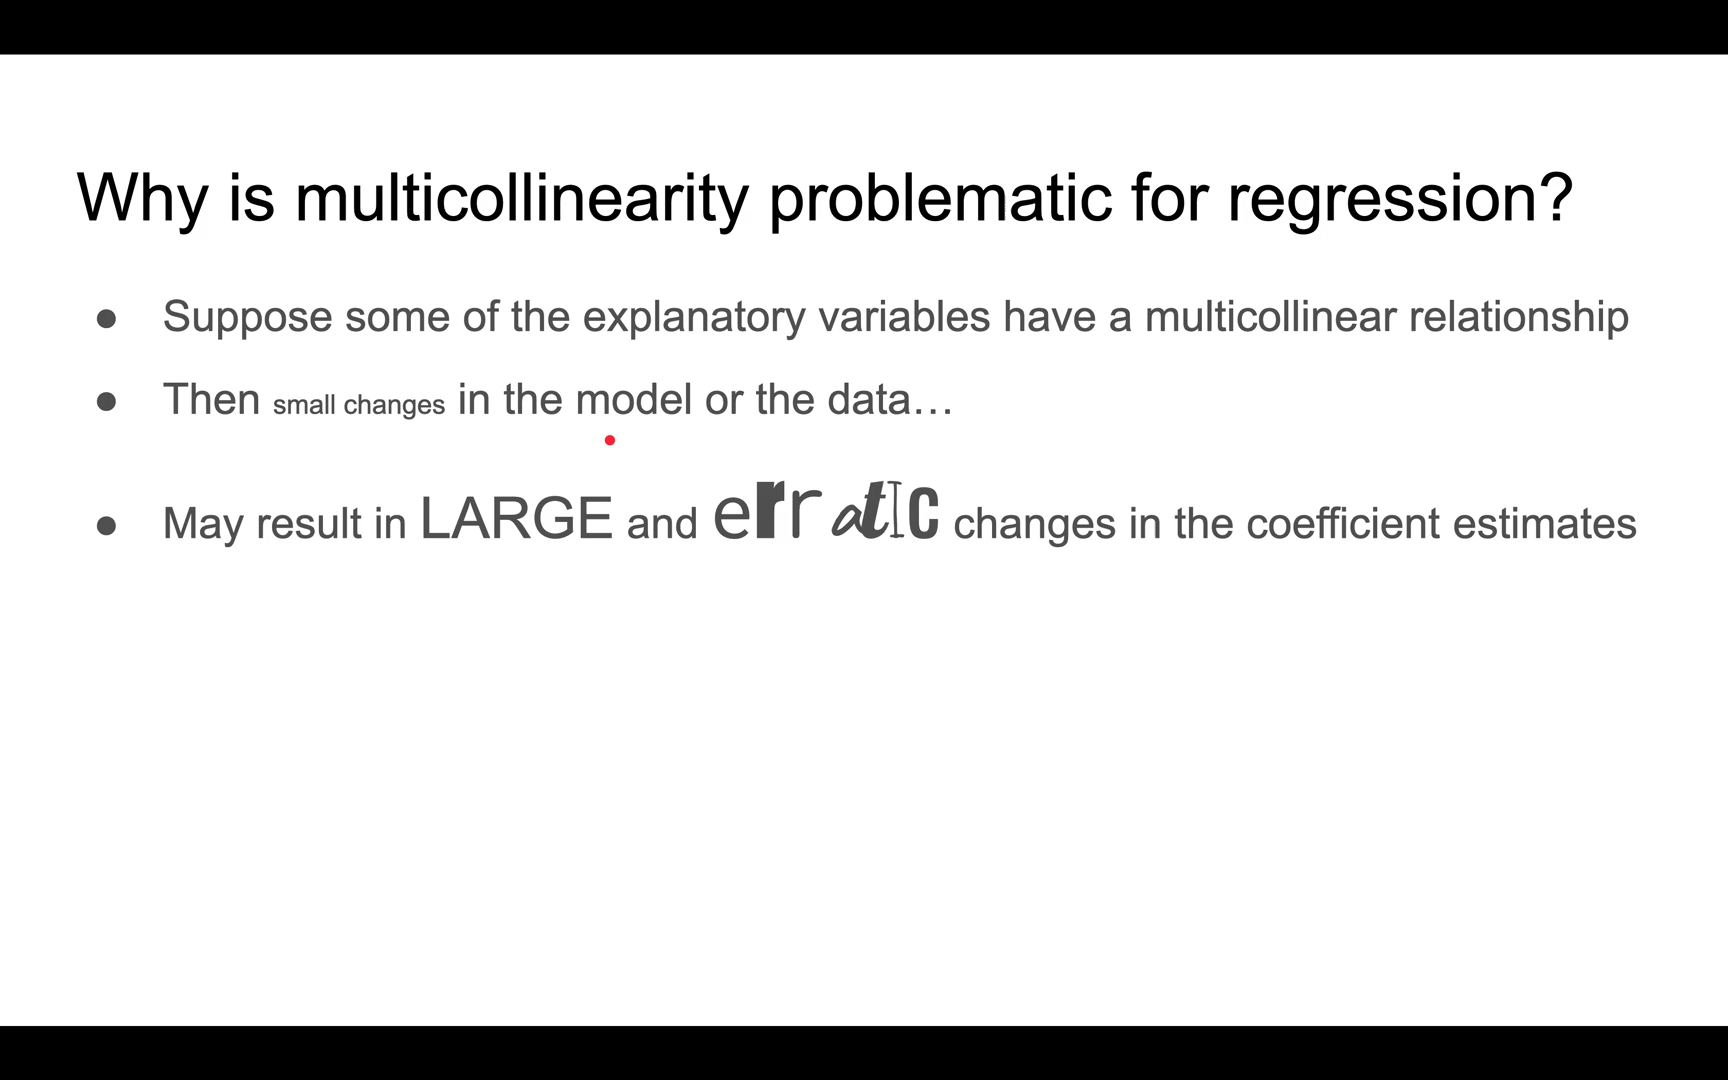 Why is multicollinearity problematic for regression?
● Suppose some of the explanatory variables have a multicollinear relationship
● Then small changes in the model or the data…
● May result in LARGE and erratIc changes in the coefficient estimates